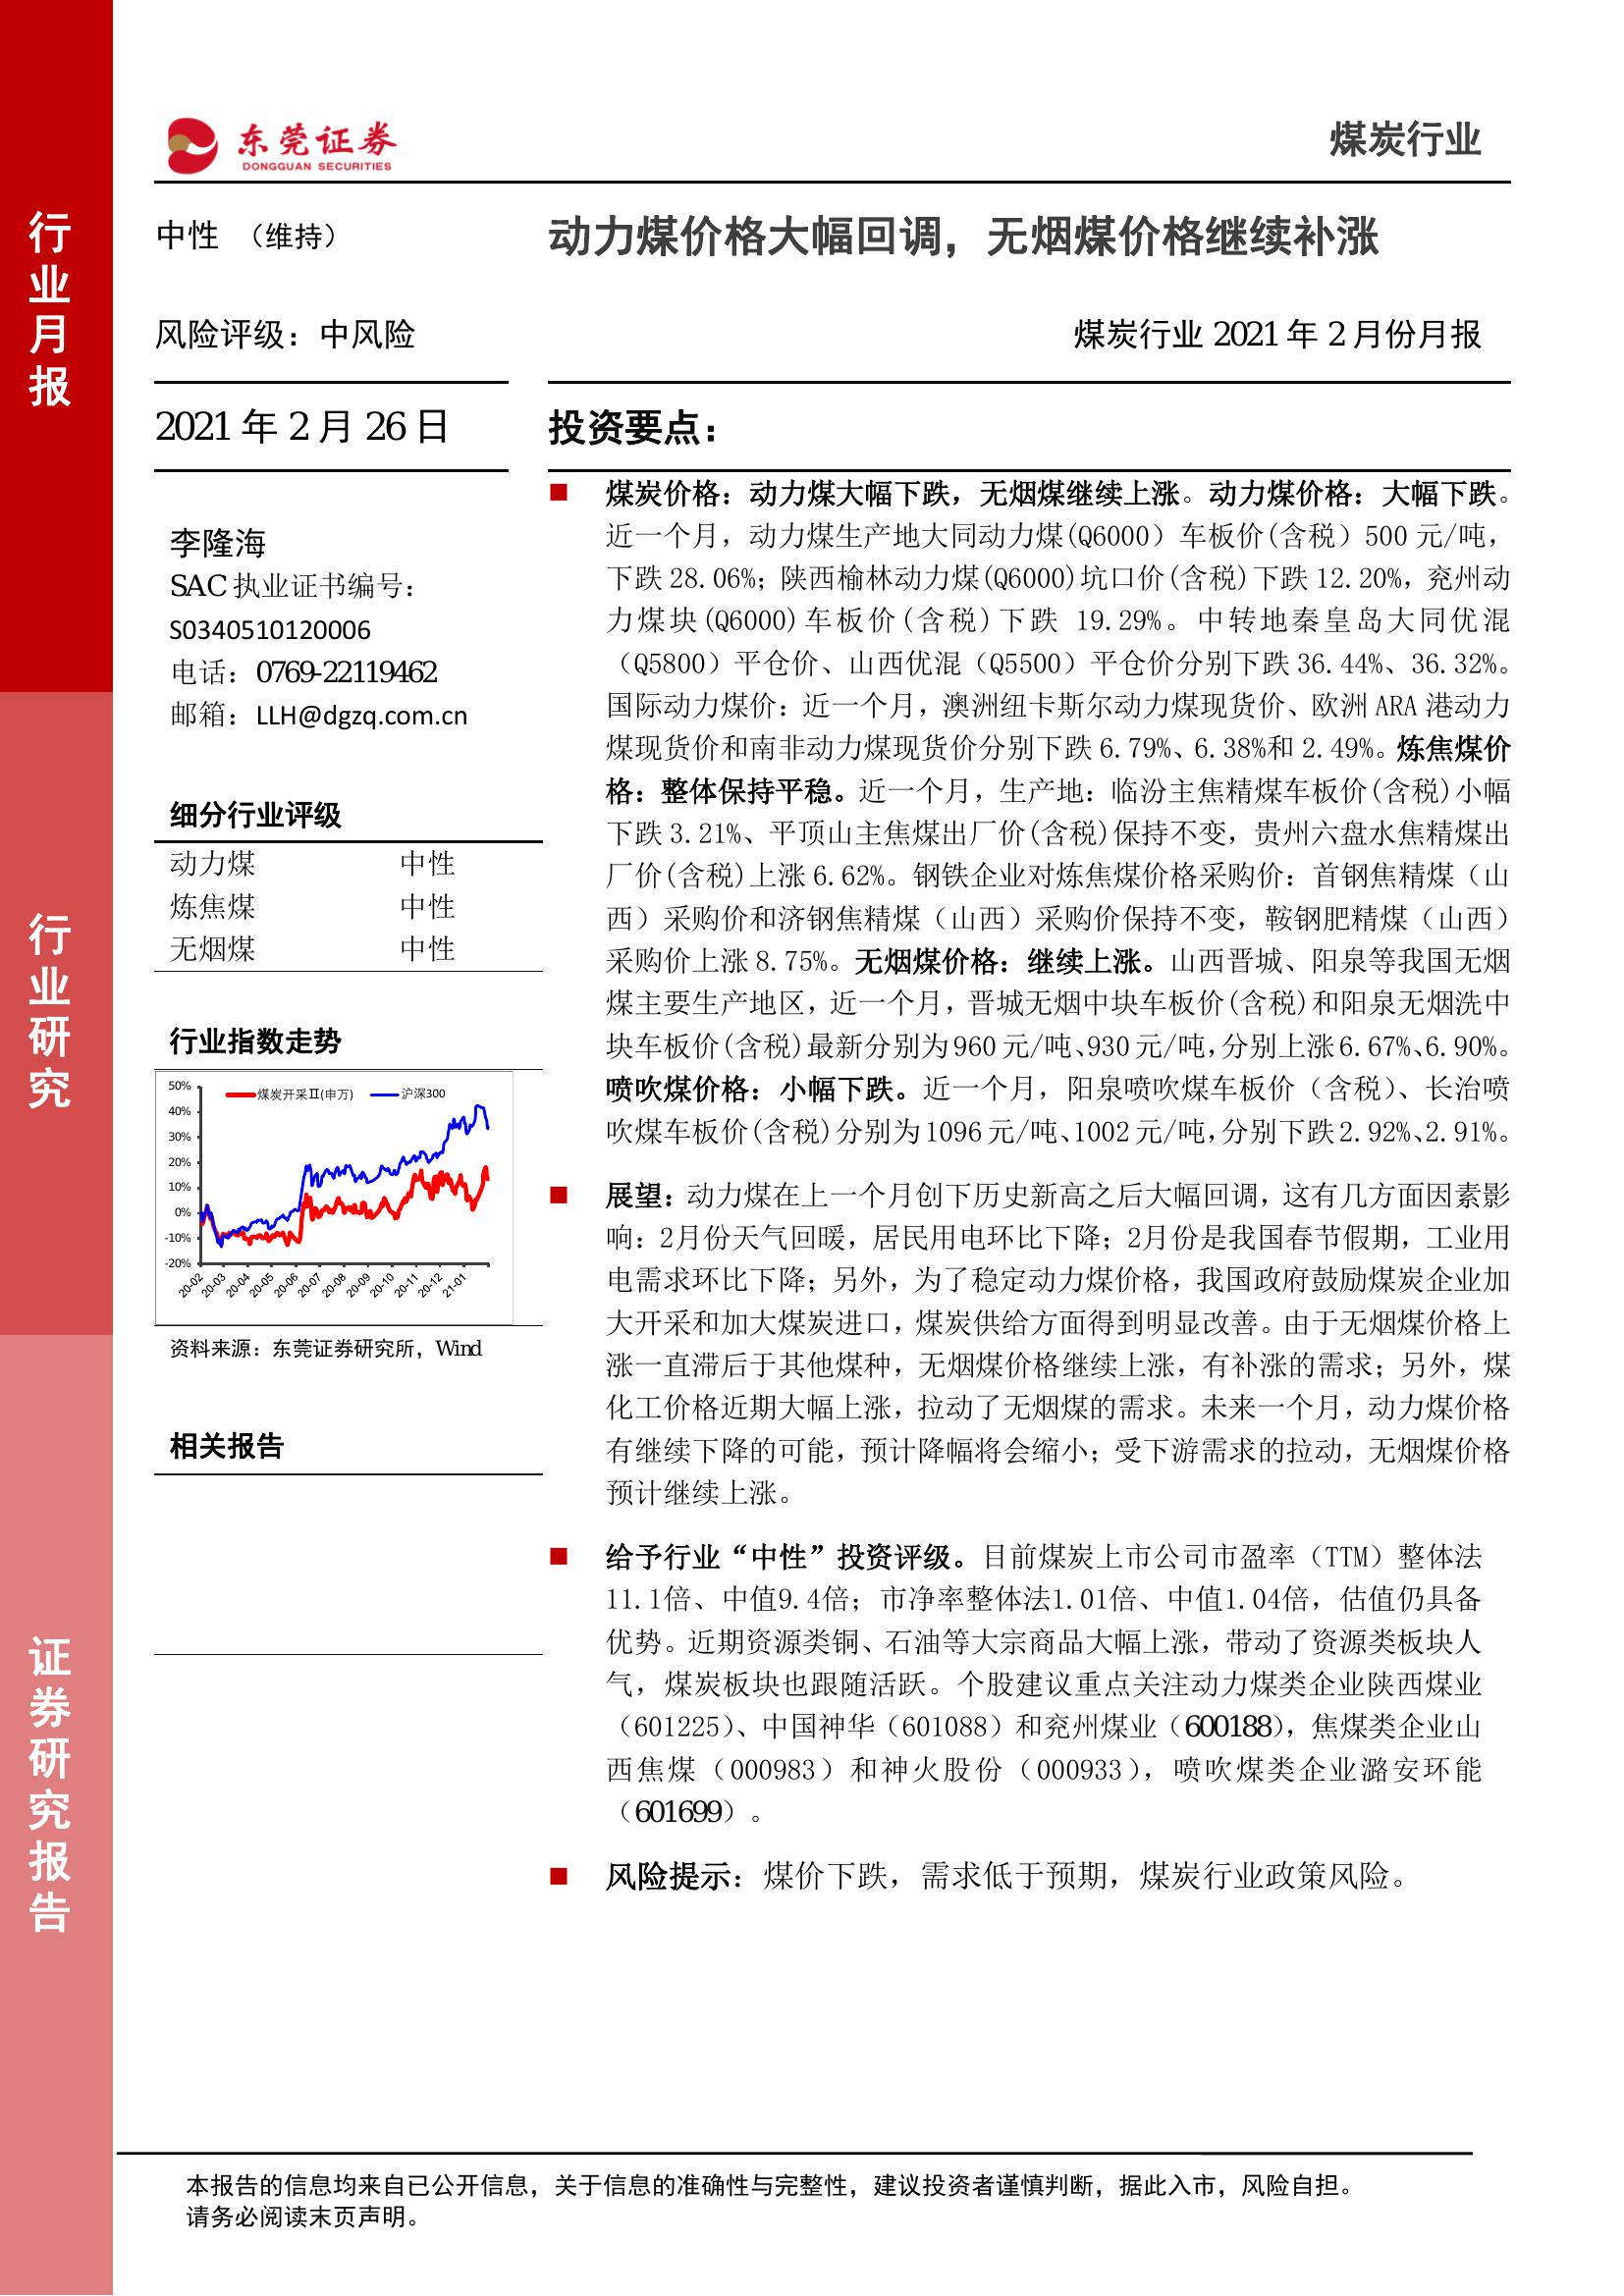 东莞证券
DONGGUAN SECURITIES
煤炭行业
行业月报
行业研究
证券研究报告
中性 （维持）
动力煤价格大幅回调，无烟煤价格继续补涨
风险评级：中风险
煤炭行业 2021 年 2 月份月报
2021 年 2 月 26 日
李隆海
SAC 执业证书编号：
S0340510120006
电话：0769-22119462
邮箱：LLH@dgzq.com.cn
细分行业评级
动力煤 中性
炼焦煤 中性
无烟煤 中性
行业指数走势
煤炭开采Ⅱ(申万) 沪深300
50%
40%
30%
20%
10%
0%
-10%
-20%
20-02 20-03 20-04 20-05 20-06 20-07 20-08 20-09 20-10 20-11 20-12 21-01
资料来源：东莞证券研究所，Wind
相关报告
投资要点：
■ 煤炭价格：动力煤大幅下跌，无烟煤继续上涨。动力煤价格：大幅下跌。
近一个月，动力煤生产地大同动力煤(Q6000）车板价(含税）500 元/吨，
下跌 28.06%；陕西榆林动力煤(Q6000)坑口价(含税)下跌 12.20%，兖州动
力煤块(Q6000)车板价(含税)下跌 19.29%。中转地秦皇岛大同优混
（Q5800）平仓价、山西优混（Q5500）平仓价分别下跌 36.44%、36.32%。
国际动力煤价：近一个月，澳洲纽卡斯尔动力煤现货价、欧洲 ARA 港动力
煤现货价和南非动力煤现货价分别下跌 6.79%、6.38%和 2.49%。炼焦煤价
格：整体保持平稳。近一个月，生产地：临汾主焦精煤车板价(含税)小幅
下跌 3.21%、平顶山主焦煤出厂价(含税)保持不变，贵州六盘水焦精煤出
厂价(含税)上涨 6.62%。钢铁企业对炼焦煤价格采购价：首钢焦精煤（山
西）采购价和济钢焦精煤（山西）采购价保持不变，鞍钢肥精煤（山西）
采购价上涨 8.75%。无烟煤价格：继续上涨。山西晋城、阳泉等我国无烟
煤主要生产地区，近一个月，晋城无烟中块车板价(含税)和阳泉无烟洗中
块车板价(含税)最新分别为 960 元/吨、930 元/吨，分别上涨 6.67%、6.90%。
喷吹煤价格：小幅下跌。近一个月，阳泉喷吹煤车板价（含税）、长治喷
吹煤车板价(含税)分别为 1096 元/吨、1002 元/吨，分别下跌 2.92%、2.91%。
■ 展望：动力煤在上一个月创下历史新高之后大幅回调，这有几方面因素影
响：2月份天气回暖，居民用电环比下降；2月份是我国春节假期，工业用
电需求环比下降；另外，为了稳定动力煤价格，我国政府鼓励煤炭企业加
大开采和加大煤炭进口，煤炭供给方面得到明显改善。由于无烟煤价格上
涨一直滞后于其他煤种，无烟煤价格继续上涨，有补涨的需求；另外，煤
化工价格近期大幅上涨，拉动了无烟煤的需求。未来一个月，动力煤价格
有继续下降的可能，预计降幅将会缩小；受下游需求的拉动，无烟煤价格
预计继续上涨。
■ 给予行业“中性”投资评级。目前煤炭上市公司市盈率（TTM）整体法
11.1倍、中值9.4倍；市净率整体法1.01倍、中值1.04倍，估值仍具备
优势。近期资源类铜、石油等大宗商品大幅上涨，带动了资源类板块人
气，煤炭板块也跟随活跃。个股建议重点关注动力煤类企业陕西煤业
（601225）、中国神华（601088）和兖州煤业（600188），焦煤类企业山
西焦煤（000983）和神火股份（000933），喷吹煤类企业潞安环能
（601699）。
■ 风险提示：煤价下跌，需求低于预期，煤炭行业政策风险。
本报告的信息均来自已公开信息，关于信息的准确性与完整性，建议投资者谨慎判断，据此入市，风险自担。
请务必阅读末页声明。